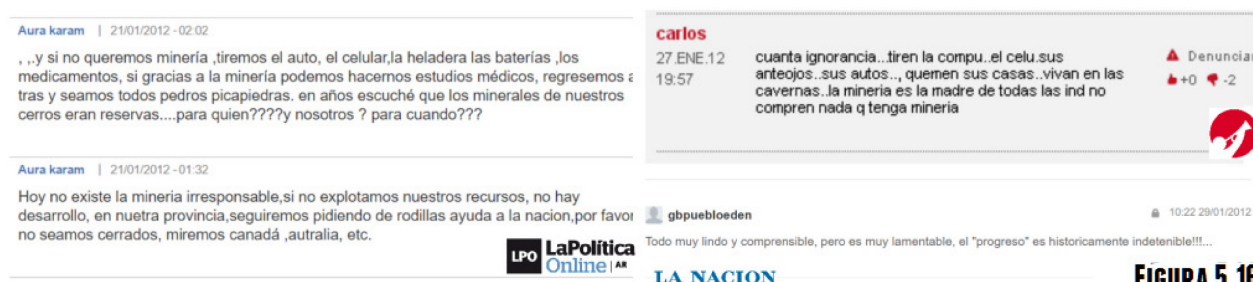 Aura karam | 21/01/2012 - 02:02
, ,.y si no queremos minería ,tiremos el auto, el celular,la heladera las baterías ,los
medicamentos, si gracias a la minería podemos hacernos estudios médicos, regresemos a
tras y seamos todos pedros picapiedras. en años escuché que los minerales de nuestros
cerros eran reservas....para quien????y nosotros ? para cuando???
Aura karam | 21/01/2012 - 01:32
Hoy no existe la mineria irresponsable,si no explotamos nuestros recursos, no hay
desarrollo, en nuetra provincia,seguiremos pidiendo de rodillas ayuda a la nacion,por favor
no seamos cerrados, miremos canadá ,autralia, etc.
LPO LaPolítica
Online | AR
carlos
27.ENE.12
19:57
cuanta ignorancia...tiren la compu..el celu.sus
anteojos..sus autos.., quemen sus casas..vivan en las
cavernas..la mineria es la madre de todas las ind no
compren nada q tenga mineria
Denunciar
+0 -2
gbpuebloeden
10:22 29/01/2012
Todo muy lindo y comprensible, pero es muy lamentable, el "progreso" es historicamente indetenible!!!...
LA NACION
FIGURA 5.16